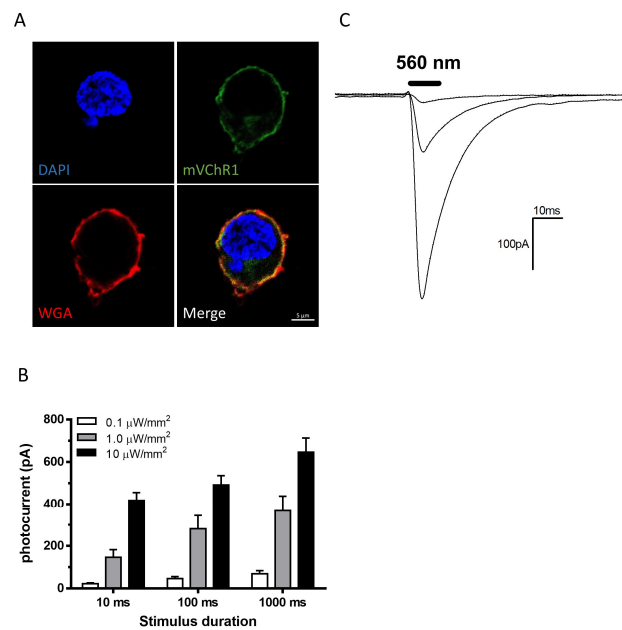 A
DAPI
mVChR1
WGA
Merge
5 µm
C
560 nm
10ms
100pA
B
0.1 µW/mm²
1.0 µW/mm²
10 µW/mm²
photocurrent (pA)
800
600
400
200
0
10 ms
100 ms
1000 ms
Stimulus duration